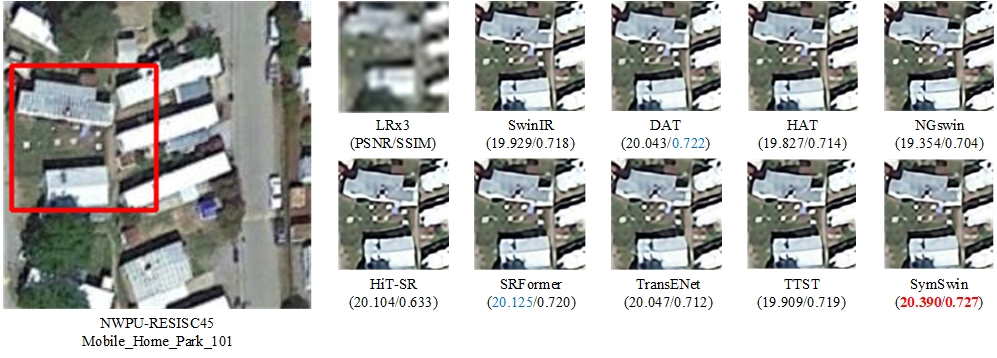 LRx3
(PSNR/SSIM)
SwinIR
(19.929/0.718)
DAT
(20.043/0.722)
HAT
(19.827/0.714)
NGswin
(19.354/0.704)
HiT-SR
(20.104/0.633)
SRFormer
(20.125/0.720)
TransENet
(20.047/0.712)
TTST
(19.909/0.719)
SymSwin
(20.390/0.727)
NWPU-RESISC45
Mobile_Home_Park_101